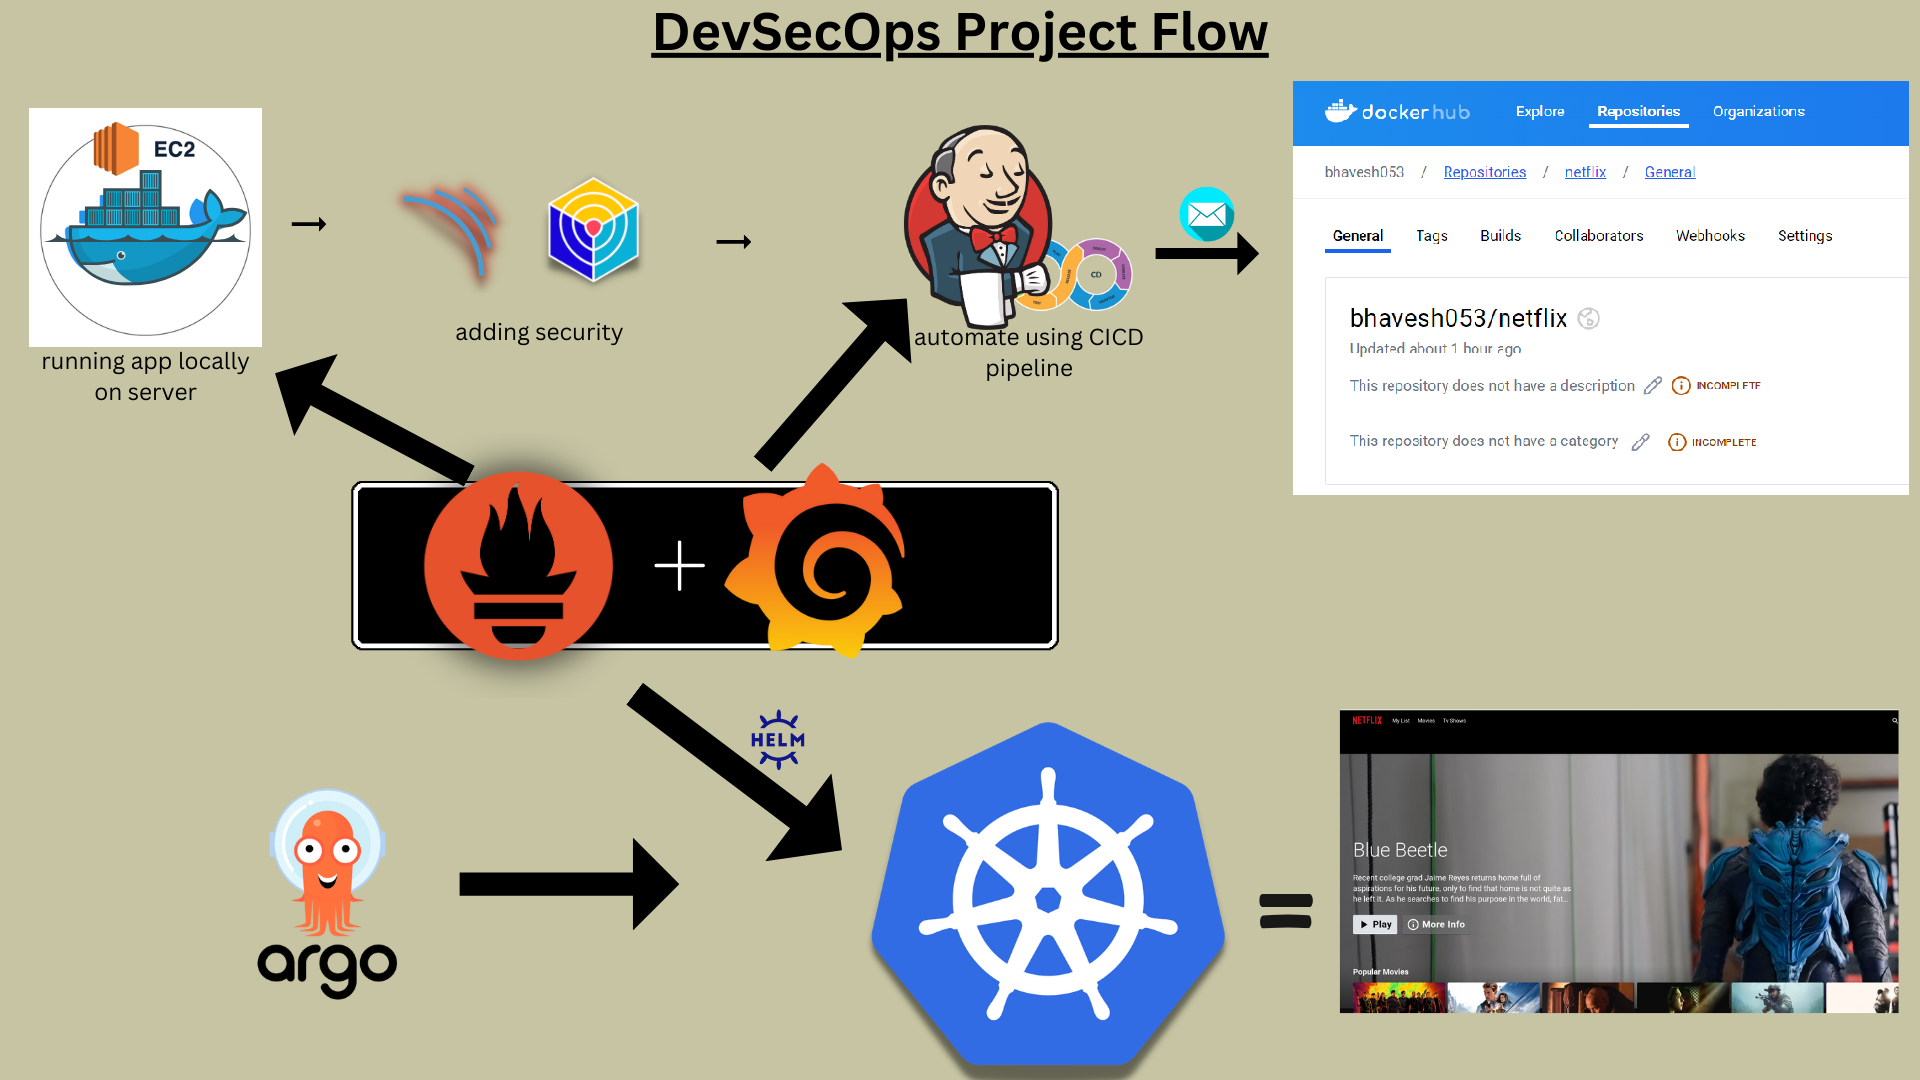 DevSecOps Project Flow
EC2
running app locally
on server
adding security
CD
automate using CICD
pipeline
docker hub
Explore Repositories Organizations
bhavesh053 / Repositories / netflix / General
General Tags Builds Collaborators Webhooks Settings
bhavesh053/netflix
Updated about 1 hour ago
This repository does not have a description INCOMPLETE
This repository does not have a category INCOMPLETE
HELM
argo
NETFLIX My List Movies Tv Shows
Blue Beetle
Recent college grad Jaime Reyes returns home full of
aspirations for his future, only to find that home is not quite as
he left it. As he searches to find his purpose in the world, fat...
Play More Info
Popular Movies